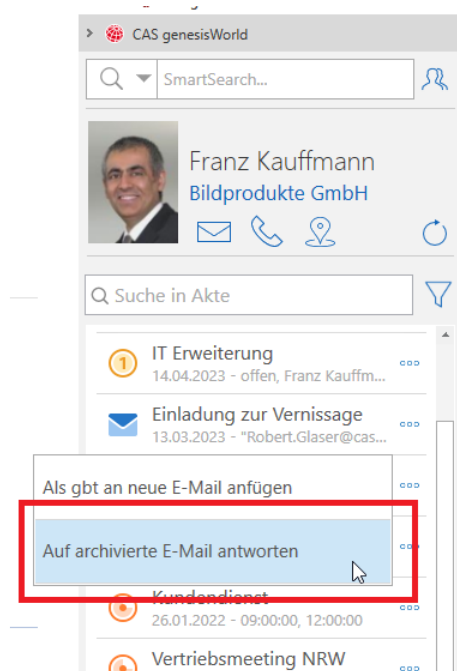 CAS genesisWorld
SmartSearch...
Franz Kauffmann
Bildprodukte GmbH
Suche in Akte
1
IT Erweiterung
14.04.2023 - offen, Franz Kauffm...
Einladung zur Vernissage
13.03.2023 - "Robert.Glaser@cas...
Als gbt an neue E-Mail anfügen
Auf archivierte E-Mail antworten
Kundendienst
26.01.2022 - 09:00:00, 12:00:00
Vertriebsmeeting NRW